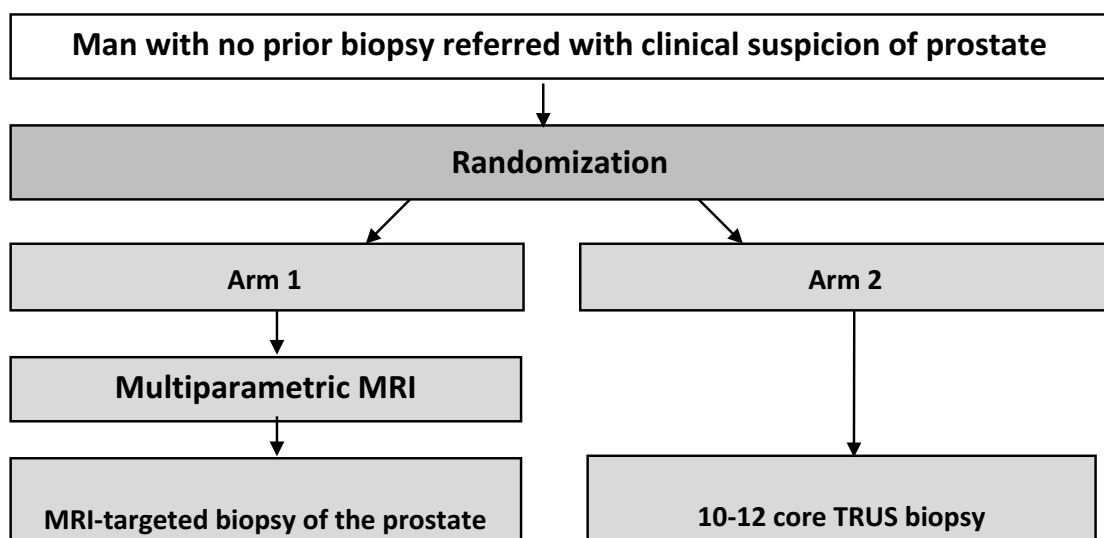 Man with no prior biopsy referred with clinical suspicion of prostate
Randomization
Arm 1
Arm 2
Multiparametric MRI
MRI-targeted biopsy of the prostate
10-12 core TRUS biopsy